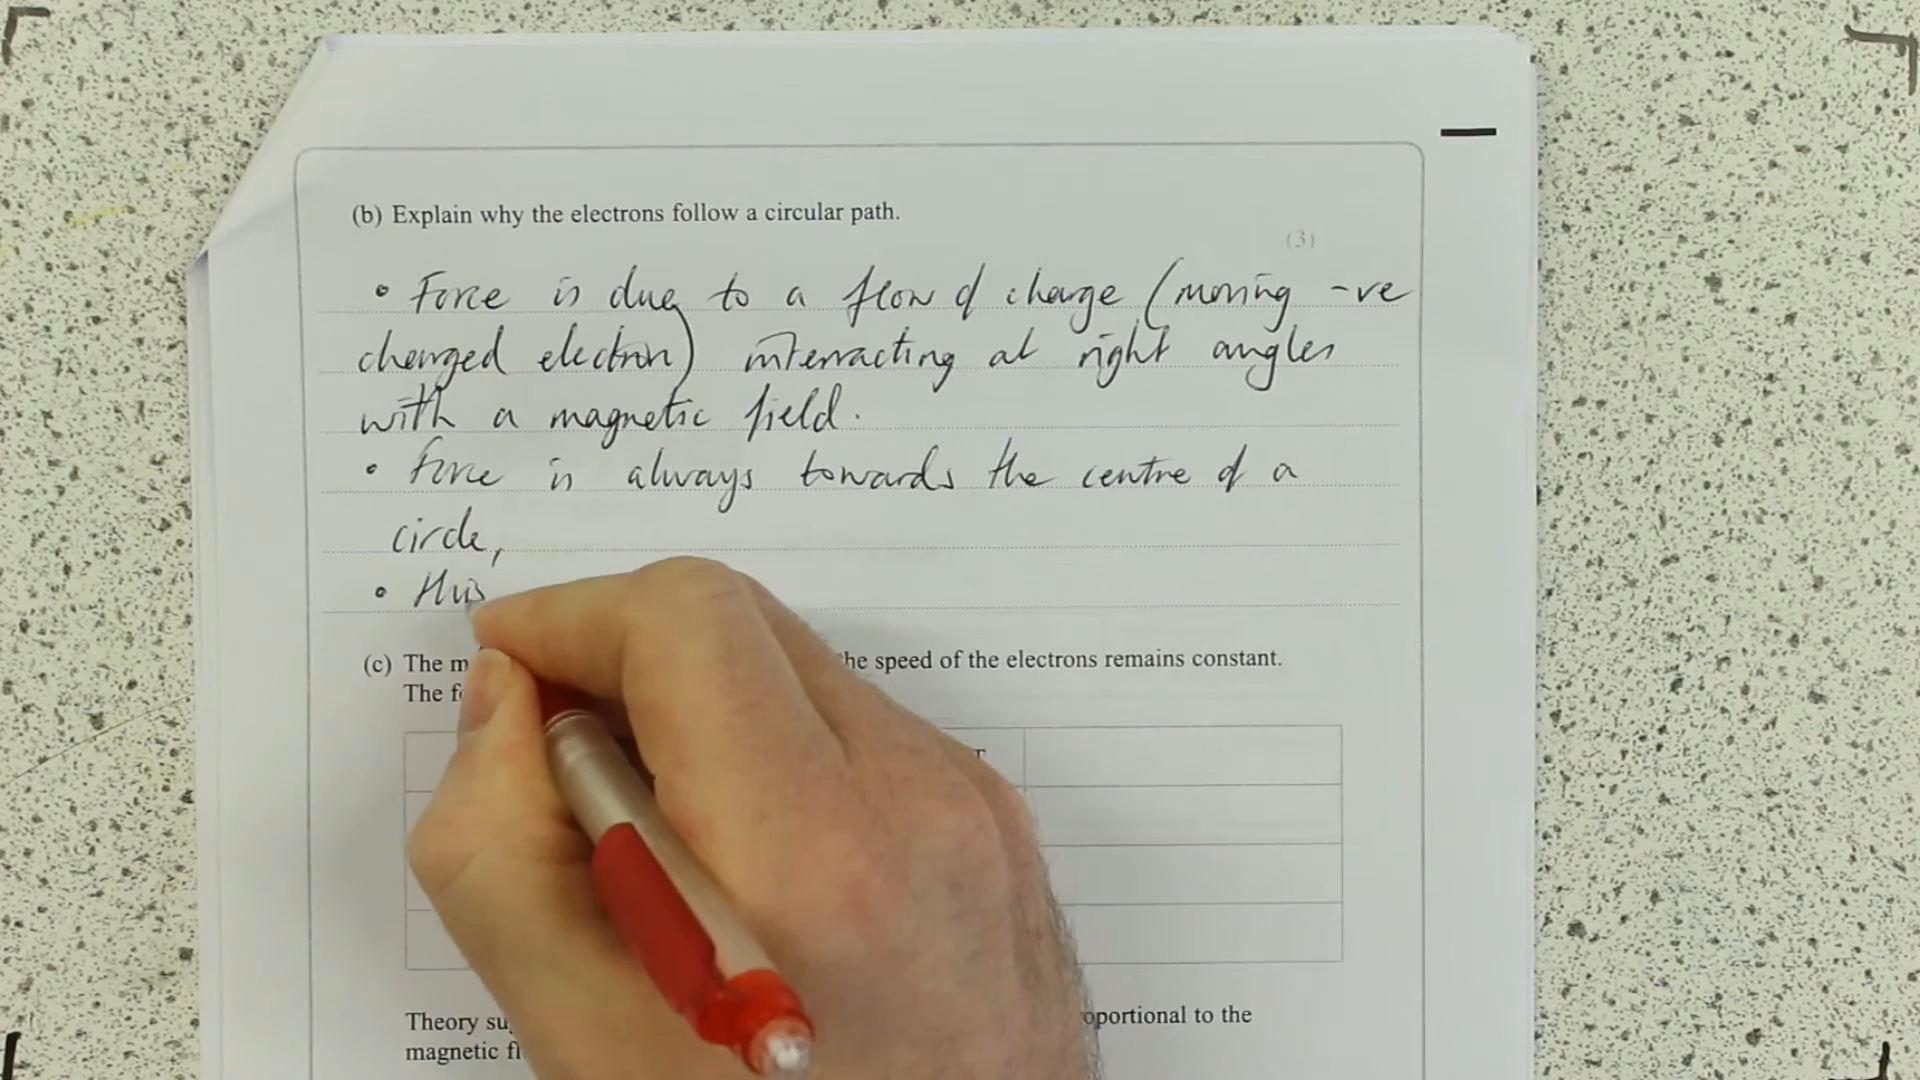 (b) Explain why the electrons follow a circular path.
(3)
• Force is due to a flow of charge (moving -ve
charged electron) interracting at right angles
with a magnetic field.
• Force is always towards the centre of a
circle,
• this
(c) The m he speed of the electrons remains constant.
The f
T
Theory su oportional to the
magnetic fl